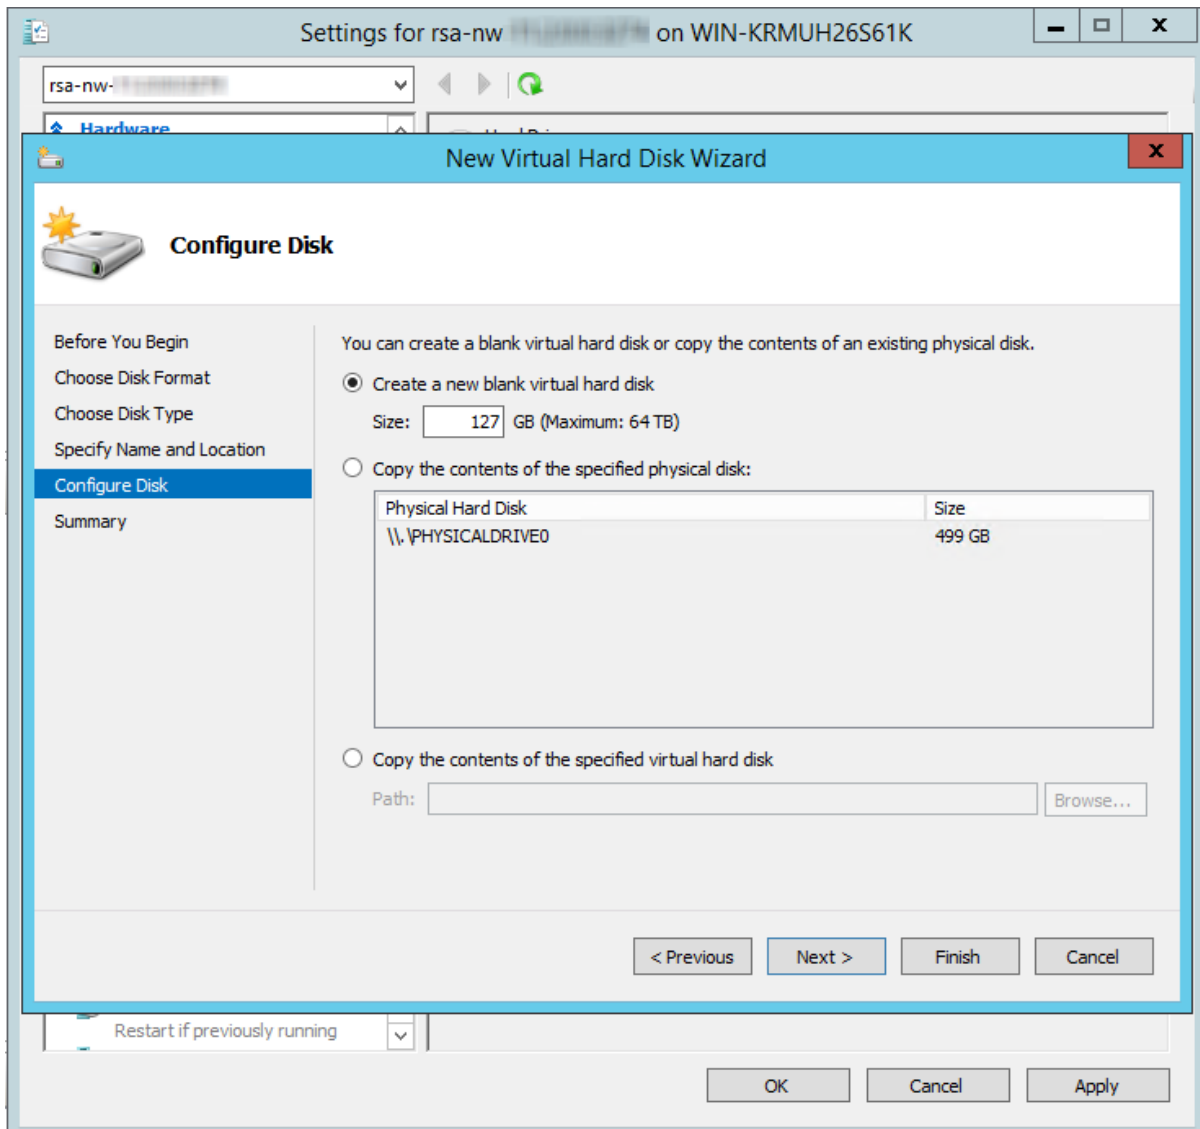 Settings for rsa-nw on WIN-KRMUH26S61K
rsa-nw-
Hardware
New Virtual Hard Disk Wizard
Configure Disk
Before You Begin
Choose Disk Format
Choose Disk Type
Specify Name and Location
Configure Disk
Summary
You can create a blank virtual hard disk or copy the contents of an existing physical disk.
Create a new blank virtual hard disk
Size: 127 GB (Maximum: 64 TB)
Copy the contents of the specified physical disk:
Physical Hard Disk Size
\\.\PHYSICALDRIVE0 499 GB
Copy the contents of the specified virtual hard disk
Path: Browse...
< Previous Next > Finish Cancel
Restart if previously running
OK Cancel Apply